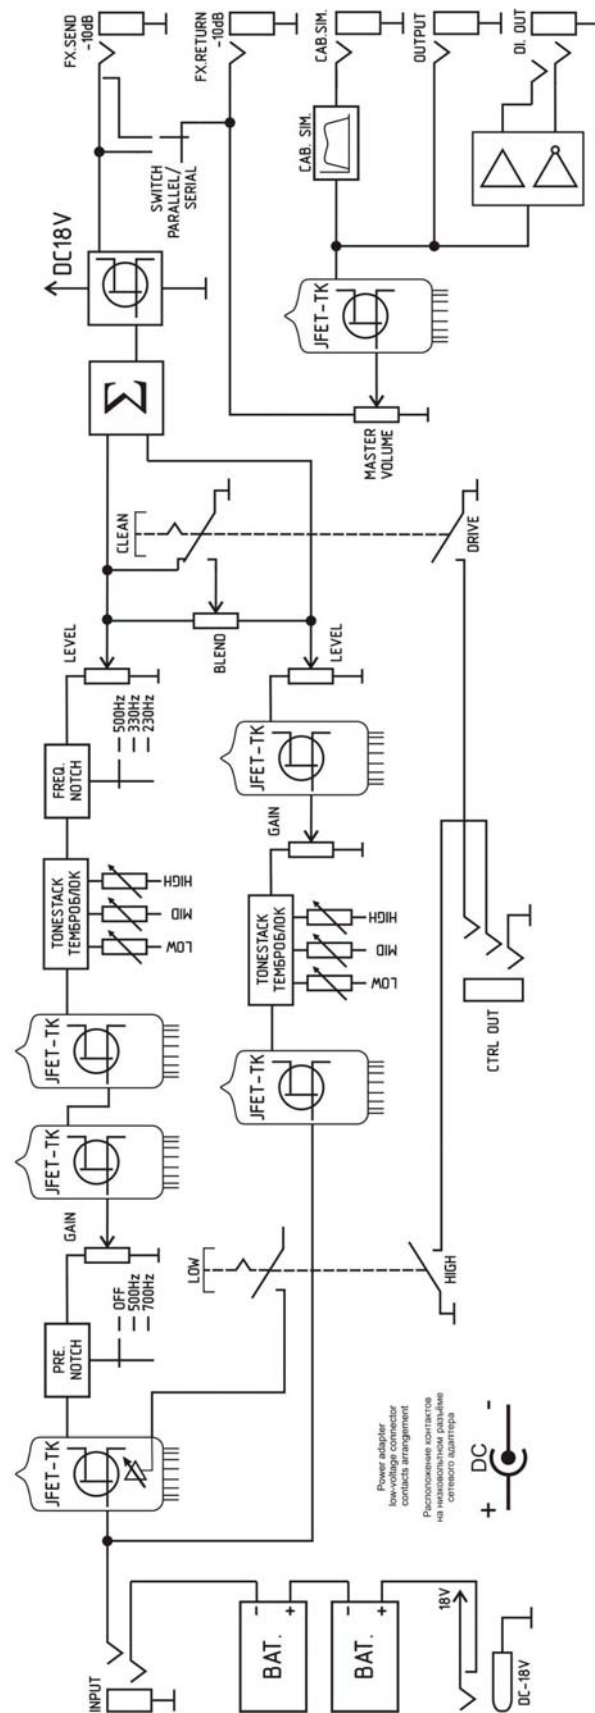 INPUT
BAT.
-
+
BAT.
-
+
18V
DC-18V
Power adapter
low-voltage connector
contacts arrangement
Расположение контактов
на низковольтном разъёме
сетевого адаптера
+
DC
-
JFET-TK
PRE.
NOTCH
OFF
500Hz
700Hz
GAIN
LOW
HIGH
JFET-TK
JFET-TK
TONESTACK
ТЕМБРОБЛОК
LOW
MID
HIGH
FREQ.
NOTCH
500Hz
330Hz
230Hz
LEVEL
JFET-TK
TONESTACK
ТЕМБРОБЛОК
LOW
MID
HIGH
GAIN
JFET-TK
LEVEL
BLEND
CTRL OUT
CLEAN
DRIVE
Σ
DC18V
SWITCH
PARALLEL/
SERIAL
MASTER
VOLUME
JFET-TK
CAB. SIM.
FX.SEND
-10dB
FX.RETURN
-10dB
CAB.SIM.
OUTPUT
DI. OUT